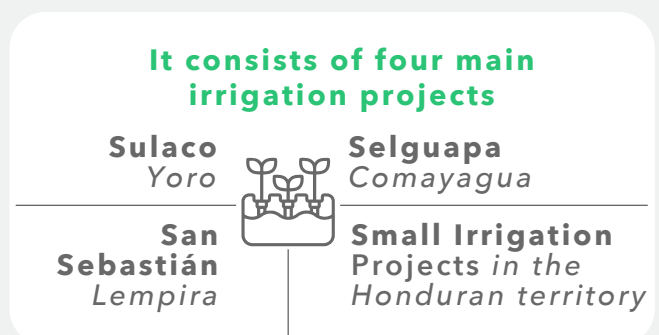 It consists of four main
irrigation projects
Sulaco
Yoro
Selguapa
Comayagua
San
Sebastián
Lempira
Small Irrigation
Projects in the
Honduran territory